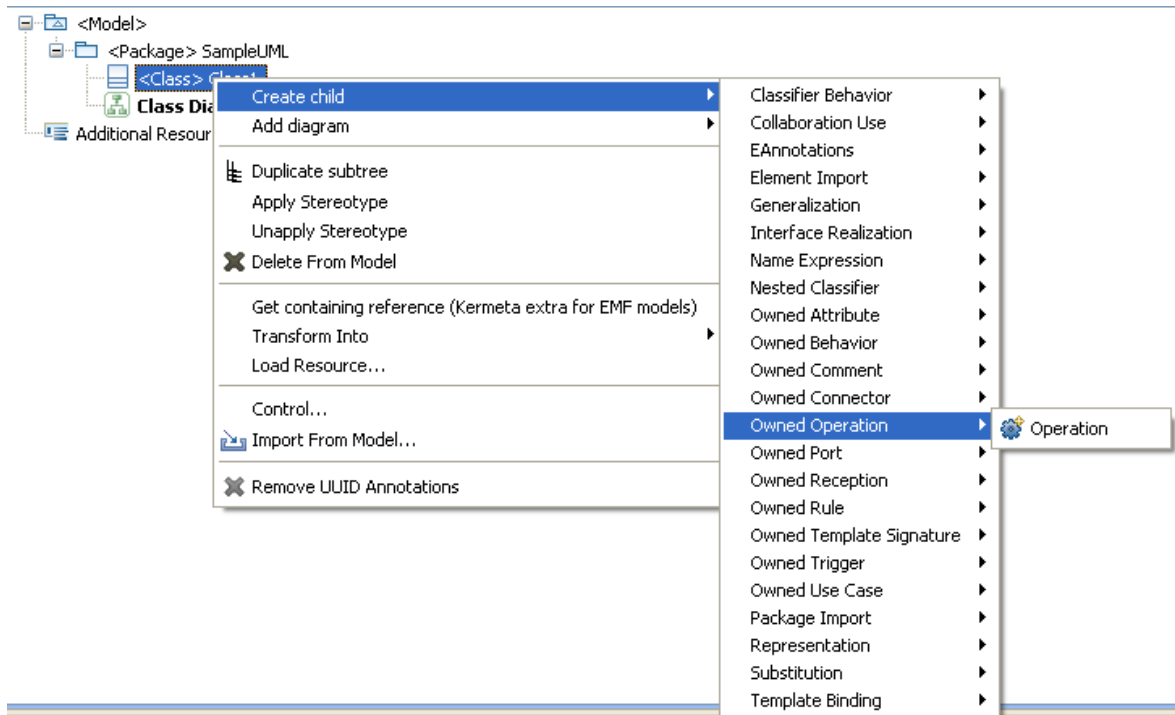 <Model>
<Package> SampleUML
<Class>
Class Dia
Additional Resour
Create child
Add diagram
Duplicate subtree
Apply Stereotype
Unapply Stereotype
Delete From Model
Get containing reference (Kermeta extra for EMF models)
Transform Into
Load Resource...
Control...
Import From Model...
Remove UUID Annotations
Classifier Behavior
Collaboration Use
EAnnotations
Element Import
Generalization
Interface Realization
Name Expression
Nested Classifier
Owned Attribute
Owned Behavior
Owned Comment
Owned Connector
Owned Operation
Owned Port
Owned Reception
Owned Rule
Owned Template Signature
Owned Trigger
Owned Use Case
Package Import
Representation
Substitution
Template Binding
Operation